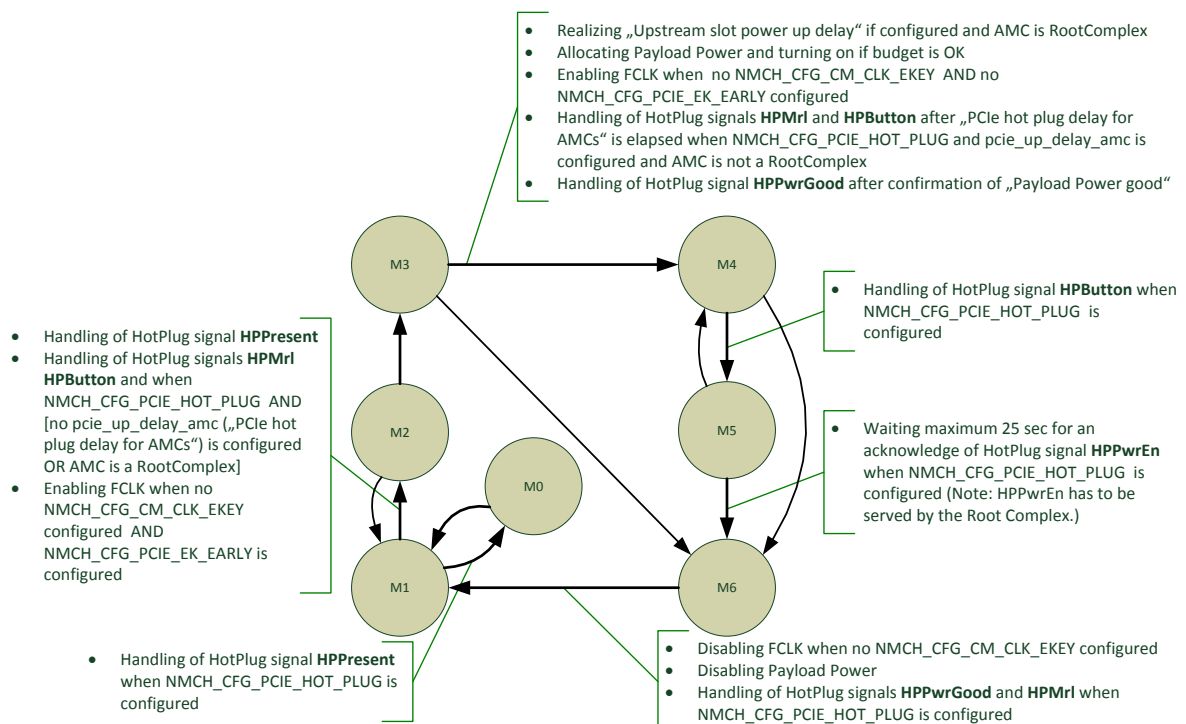 • Realizing „Upstream slot power up delay“ if configured and AMC is RootComplex
• Allocating Payload Power and turning on if budget is OK
• Enabling FCLK when no NMCH_CFG_CM_CLK_EKEY AND no
NMCH_CFG_PCIE_EK_EARLY configured
• Handling of HotPlug signals HPMrl and HPButton after „PCIe hot plug delay for
AMCs“ is elapsed when NMCH_CFG_PCIE_HOT_PLUG and pcie_up_delay_amc is
configured and AMC is not a RootComplex
• Handling of HotPlug signal HPPwrGood after confirmation of „Payload Power good“
M3
M4
• Handling of HotPlug signal HPButton when
NMCH_CFG_PCIE_HOT_PLUG is
configured
• Handling of HotPlug signal HPPresent
• Handling of HotPlug signals HPMrl
HPButton and when
NMCH_CFG_PCIE_HOT_PLUG AND
[no pcie_up_delay_amc („PCIe hot
plug delay for AMCs“) is configured
OR AMC is a RootComplex]
• Enabling FCLK when no
NMCH_CFG_CM_CLK_EKEY
configured AND
NMCH_CFG_PCIE_EK_EARLY is
configured
M2
M5
M0
• Waiting maximum 25 sec for an
acknowledge of HotPlug signal HPPwrEn
when NMCH_CFG_PCIE_HOT_PLUG is
configured (Note: HPPwrEn has to be
served by the Root Complex.)
M1
M6
• Handling of HotPlug signal HPPresent
when NMCH_CFG_PCIE_HOT_PLUG is
configured
• Disabling FCLK when no NMCH_CFG_CM_CLK_EKEY configured
• Disabling Payload Power
• Handling of HotPlug signals HPPwrGood and HPMrl when
NMCH_CFG_PCIE_HOT_PLUG is configured